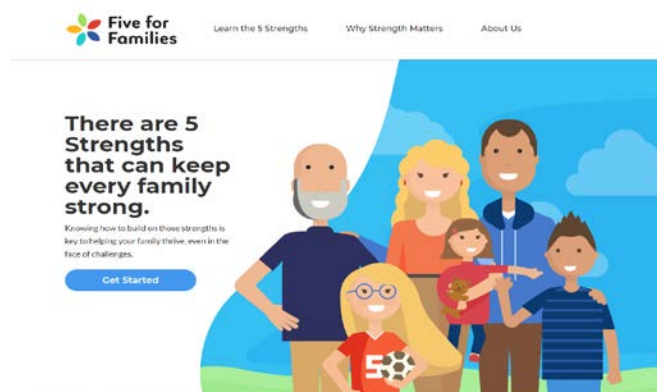 Five for
Families
Learn the 5 Strengths
Why Strength Matters
About Us
There are 5
Strengths
that can keep
every family
strong.
Knowing how to build on those strengths is
key to helping your family thrive, even in the
face of challenges.
Get Started
5